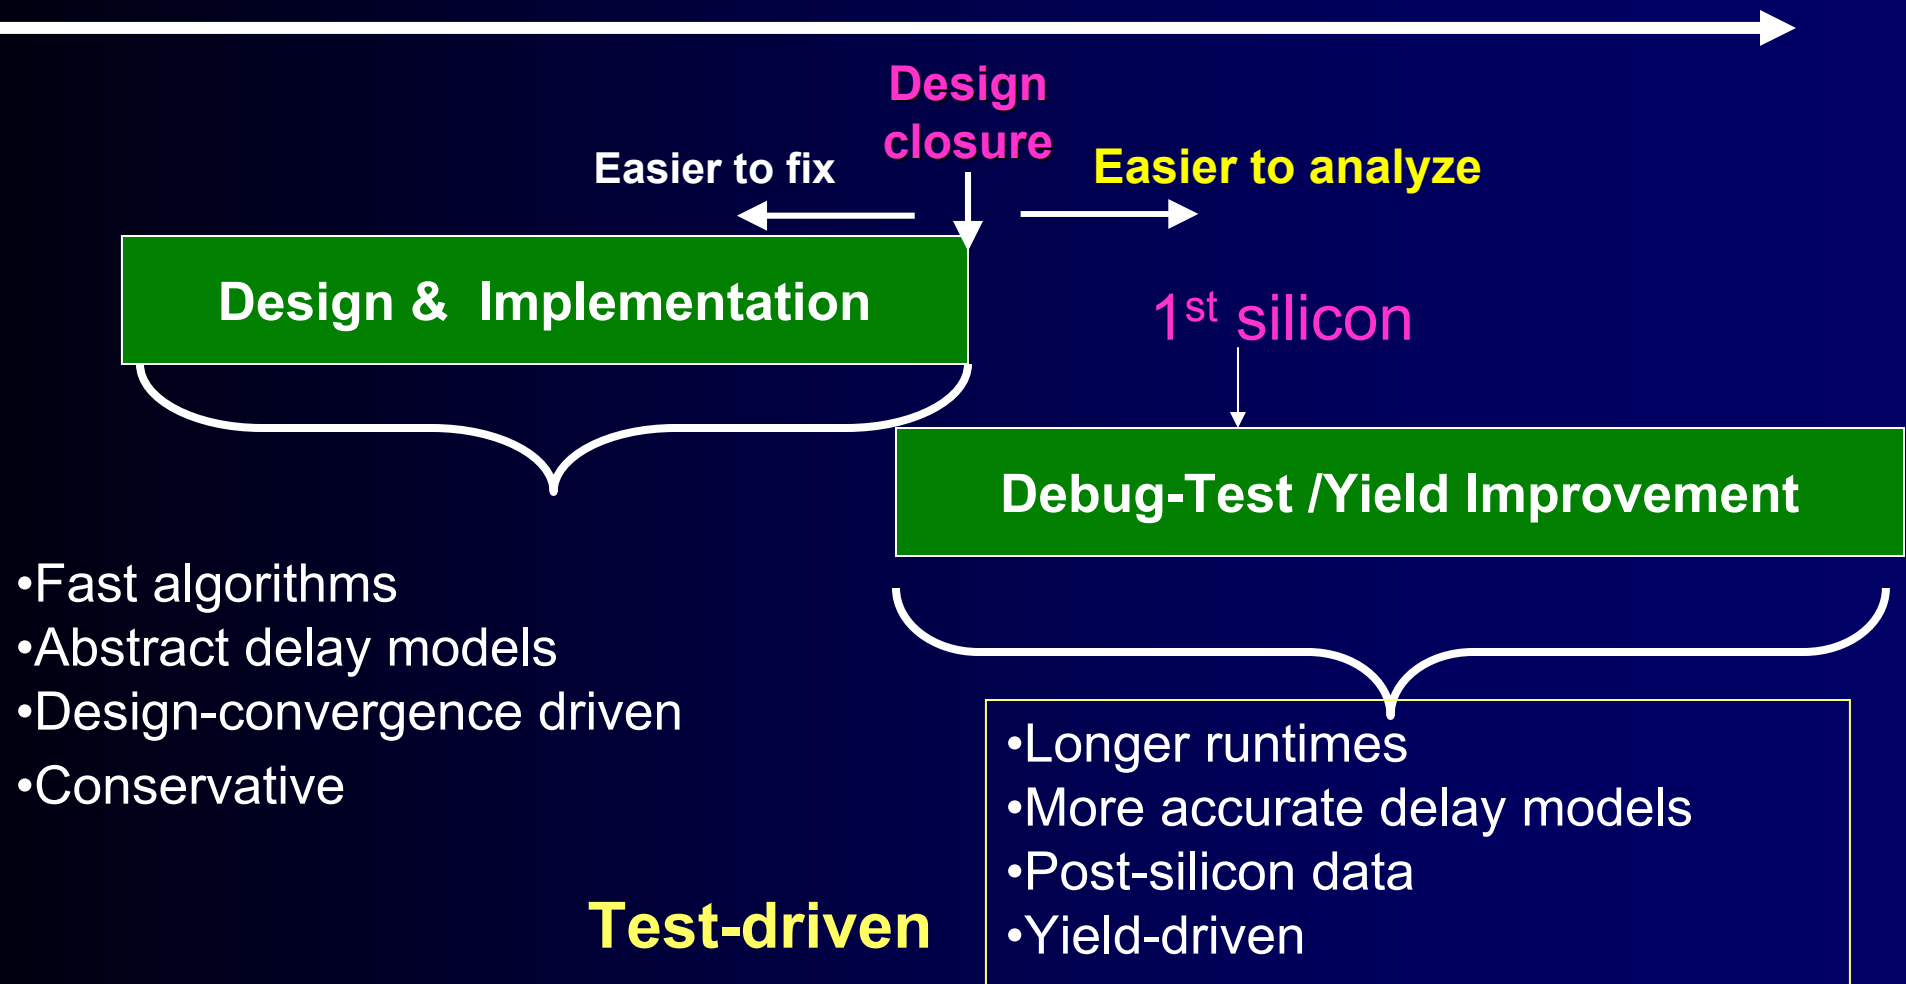 Design
closure
Easier to fix
Easier to analyze
Design & Implementation
1st silicon
Debug-Test /Yield Improvement
•Fast algorithms
•Abstract delay models
•Design-convergence driven
•Conservative
•Longer runtimes
•More accurate delay models
•Post-silicon data
•Yield-driven
Test-driven